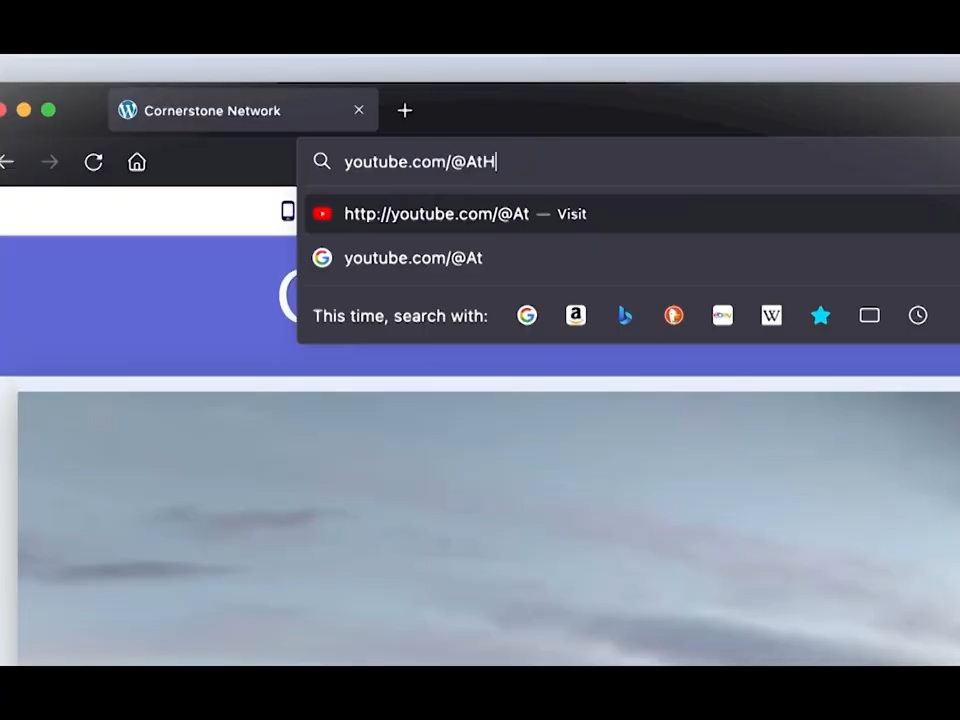 Cornerstone Network
youtube.com/@AtH
http://youtube.com/@At — Visit
youtube.com/@At
This time, search with: